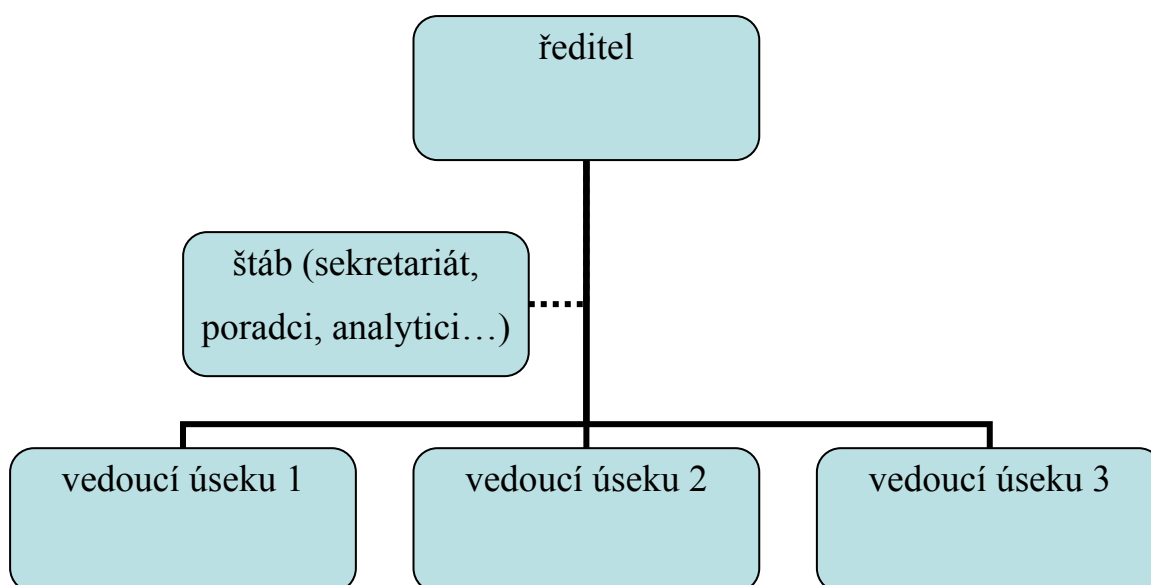 ředitel
štáb (sekretariát,
poradci, analytici…)
vedoucí úseku 1
vedoucí úseku 2
vedoucí úseku 3